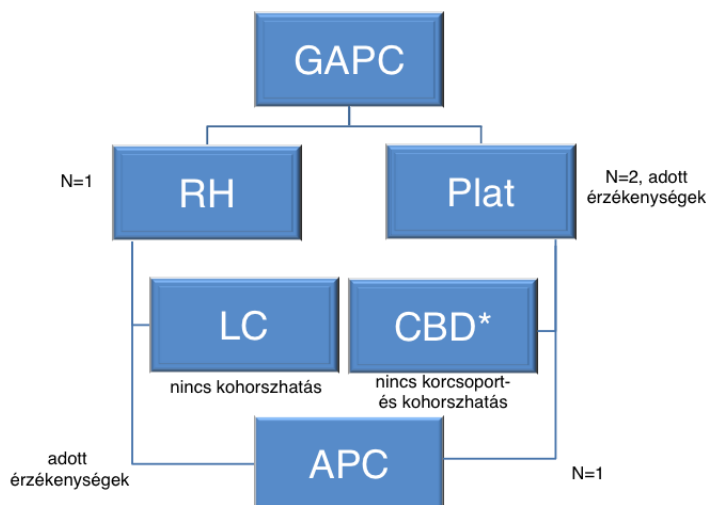 GAPC
N=1
RH
Plat
N=2, adott
érzékenységek
LC
CBD*
nincs kohorszhatás
nincs korcsoport-
és kohorszhatás
adott
érzékenységek
APC
N=1